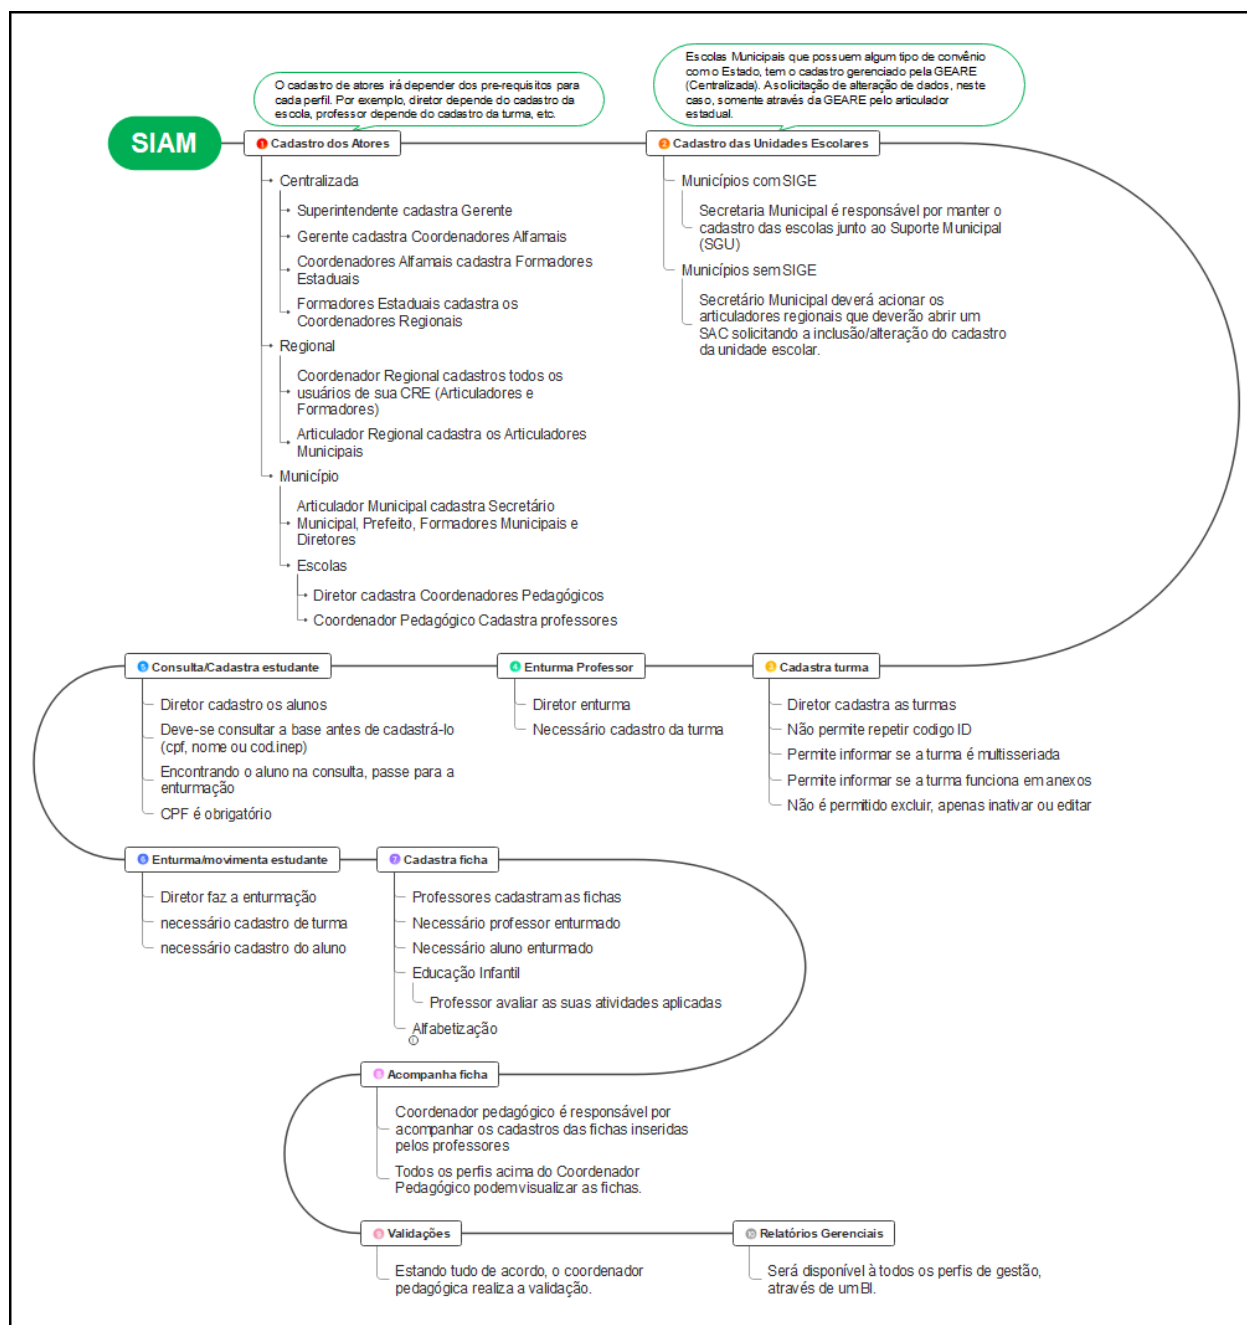 O cadastro de atores irá depender dos pre-requisitos para
cada perfil. Por exemplo, diretor depende do cadastro da
escola, professor depende do cadastro da turma, etc.
Escolas Municipais que possuem algum tipo de convênio
com o Estado, tem o cadastro gerenciado pela GEARE
(Centralizada). A solicitação de alteração de dados, neste
caso, somente através da GEARE pelo articulador
estadual.
SIAM
1 Cadastro dos Atores
Centralizada
Superintendente cadastra Gerente
Gerente cadastra Coordenadores Alfamais
Coordenadores Alfamais cadastra Formadores
Estaduais
Formadores Estaduais cadastra os
Coordenadores Regionais
Regional
Coordenador Regional cadastros todos os
usuários de sua CRE (Articuladores e
Formadores)
Articulador Regional cadastra os Articuladores
Municipais
Município
Articulador Municipal cadastra Secretário
Municipal, Prefeito, Formadores Municipais e
Diretores
Escolas
Diretor cadastra Coordenadores Pedagógicos
Coordenador Pedagógico Cadastra professores
2 Cadastro das Unidades Escolares
Municípios com SIGE
Secretaria Municipal é responsável por manter o
cadastro das escolas junto ao Suporte Municipal
(SGU)
Municípios sem SIGE
Secretário Municipal deverá acionar os
articuladores regionais que deverão abrir um
SAC solicitando a inclusão/alteração do cadastro
da unidade escolar.
3 Cadastra turma
Diretor cadastra as turmas
Não permite repetir codigo ID
Permite informar se a turma é multisseriada
Permite informar se a turma funciona em anexos
Não é permitido excluir, apenas inativar ou editar
4 Enturma Professor
Diretor enturma
Necessário cadastro da turma
5 Consulta/Cadastra estudante
Diretor cadastro os alunos
Deve-se consultar a base antes de cadastrá-lo
(cpf, nome ou cod.inep)
Encontrando o aluno na consulta, passe para a
enturmação
CPF é obrigatório
6 Enturma/movimenta estudante
Diretor faz a enturmação
necessário cadastro de turma
necessário cadastro do aluno
7 Cadastra ficha
Professores cadastram as fichas
Necessário professor enturmado
Necessário aluno enturmado
Educação Infantil
Professor avaliar as suas atividades aplicadas
Alfabetização
1
8 Acompanha ficha
Coordenador pedagógico é responsável por
acompanhar os cadastros das fichas inseridas
pelos professores
Todos os perfis acima do Coordenador
Pedagógico podem visualizar as fichas.
9 Validações
Estando tudo de acordo, o coordenador
pedagógica realiza a validação.
10 Relatórios Gerenciais
Será disponível à todos os perfis de gestão,
através de um BI.